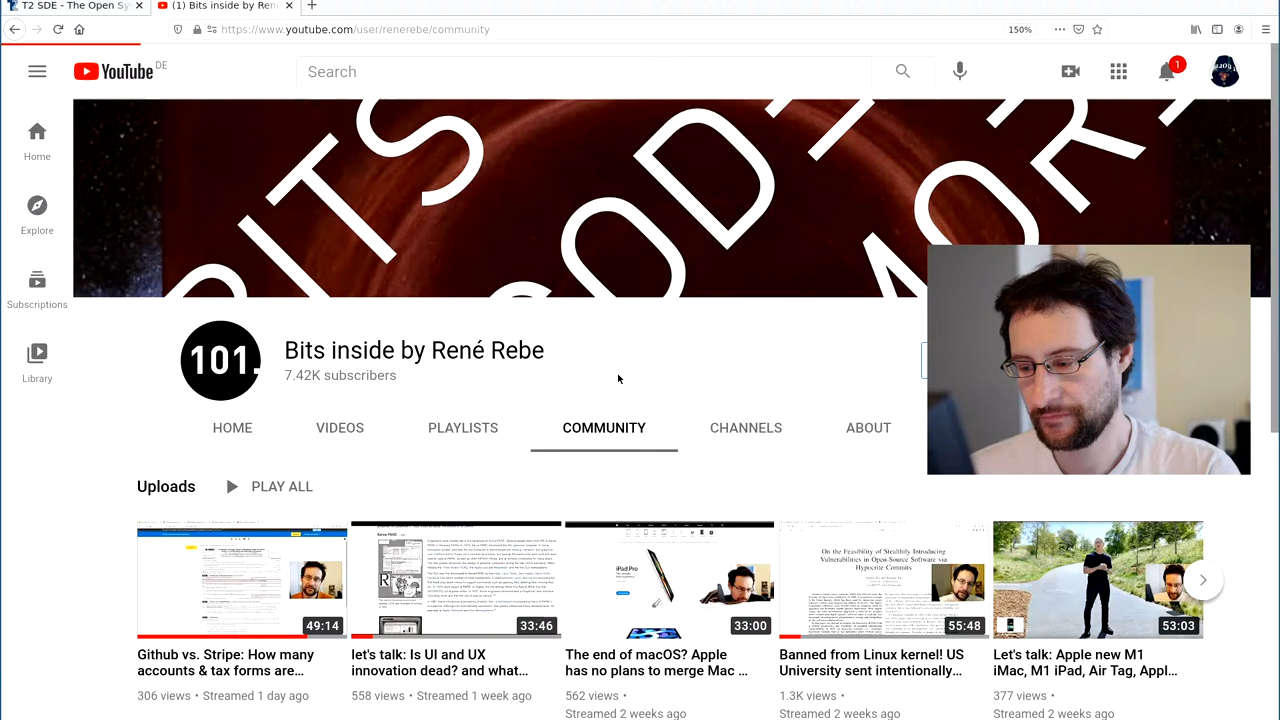 T2 SDE - The Open Sy
(1) Bits inside by Ren
https://www.youtube.com/user/renerebe/community
150%
YouTube DE
Search
1
BITS
COD
MOR
Home
Explore
Subscriptions
Library
101.
Bits inside by René Rebe
7.42K subscribers
HOME
VIDEOS
PLAYLISTS
COMMUNITY
CHANNELS
ABOUT
Uploads
PLAY ALL
iPad Pro
On the Feasibility of Stealthily Introducing
Vulnerabilities in Open-Source Software via
Hypocrite Commits
49:14
33:46
33:00
55:48
53:03
Github vs. Stripe: How many
accounts & tax forms are…
306 views • Streamed 1 day ago
let's talk: Is UI and UX
innovation dead? and what…
558 views • Streamed 1 week ago
The end of macOS? Apple
has no plans to merge Mac …
562 views •
Streamed 2 weeks ago
Banned from Linux kernel! US
University sent intentionally…
1.3K views •
Streamed 2 weeks ago
Let's talk: Apple new M1
iMac, M1 iPad, Air Tag, Appl…
377 views •
Streamed 2 weeks ago